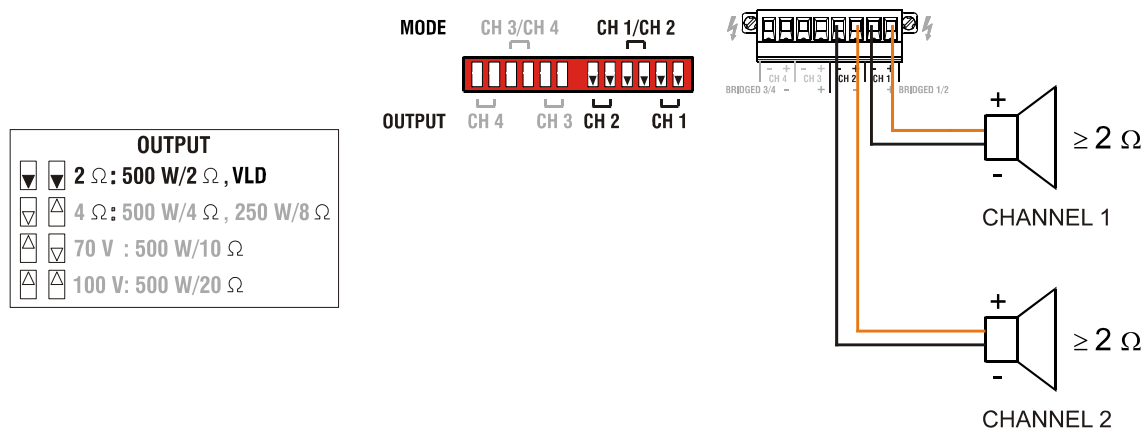 MODE CH 3/CH 4 CH 1/CH 2
OUTPUT CH 4 CH 3 CH 2 CH 1
- + - + - + - +
CH 4 CH 3 CH 2 CH 1
BRIDGED 3/4 - + - + BRIDGED 1/2
OUTPUT
2 Ω: 500 W/2 Ω, VLD
4 Ω: 500 W/4 Ω, 250 W/8 Ω
70 V : 500 W/10 Ω
100 V: 500 W/20 Ω
+
≥ 2 Ω
-
CHANNEL 1
+
≥ 2 Ω
-
CHANNEL 2